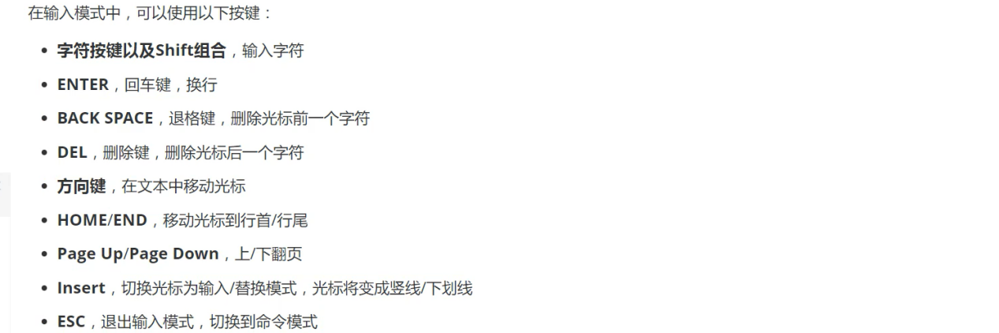 在输入模式中，可以使用以下按键：
• 字符按键以及Shift组合，输入字符
• ENTER，回车键，换行
• BACK SPACE，退格键，删除光标前一个字符
• DEL，删除键，删除光标后一个字符
• 方向键，在文本中移动光标
• HOME/END，移动光标到行首/行尾
• Page Up/Page Down，上/下翻页
• Insert，切换光标为输入/替换模式，光标将变成竖线/下划线
• ESC，退出输入模式，切换到命令模式